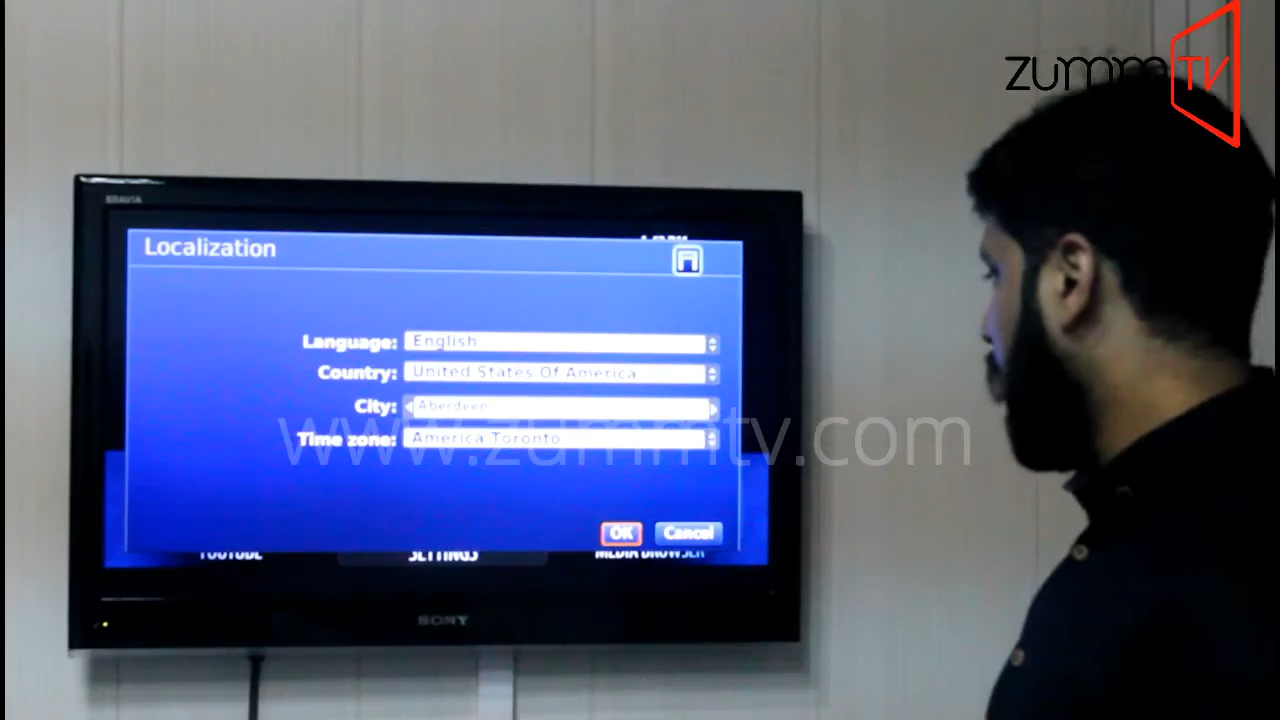 zummTV
BRAVIA
Localization
Language: English
Country: United States Of America
City: Aberdeen
www.zummtv.com
Time zone: America Toronto
OK Cancel
YOUTUBE SETTINGS MEDIA BROWSER
SONY